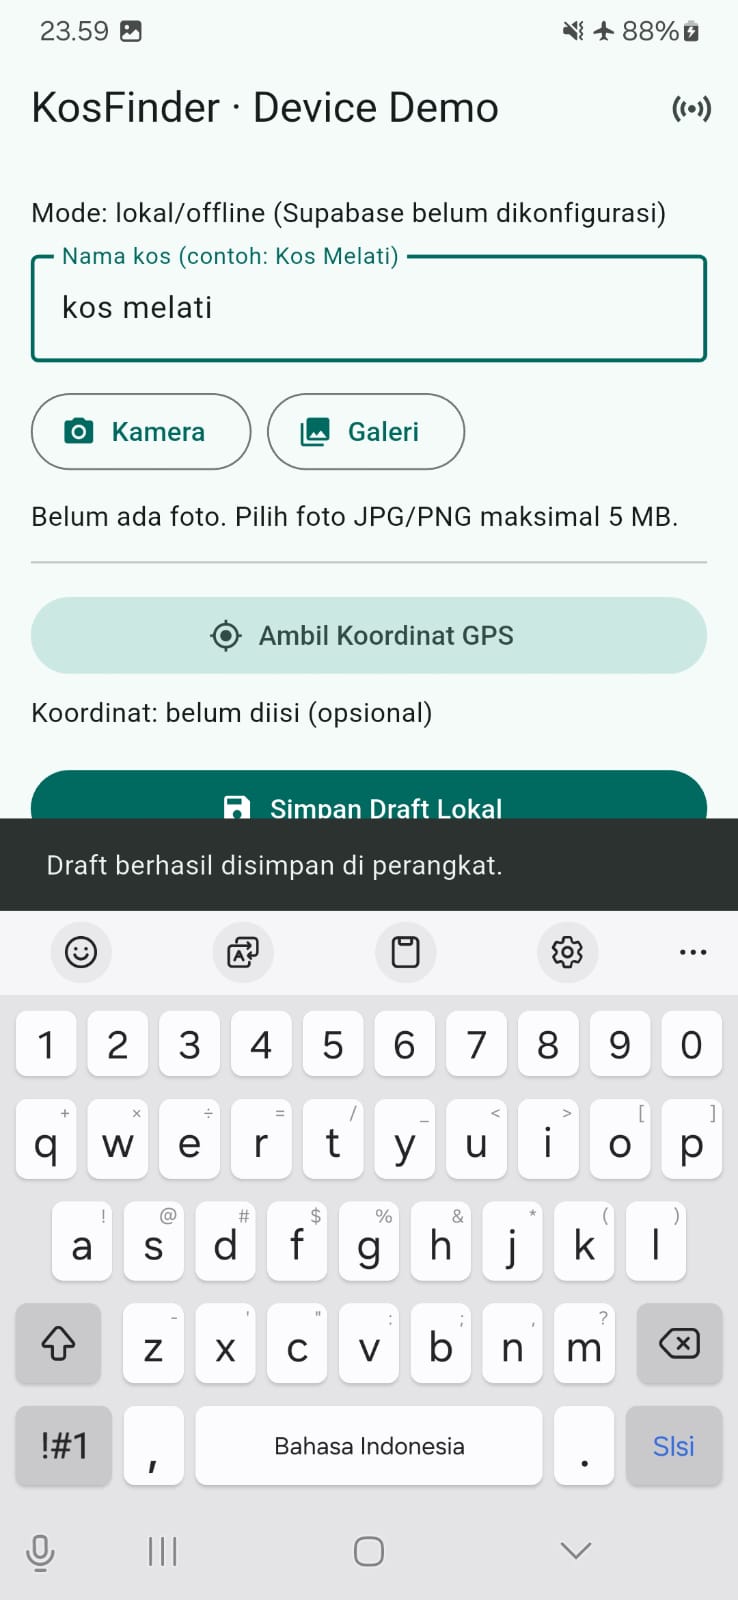 23.59 88%
KosFinder · Device Demo
Mode: lokal/offline (Supabase belum dikonfigurasi)
Nama kos (contoh: Kos Melati)
kos melati
Kamera Galeri
Belum ada foto. Pilih foto JPG/PNG maksimal 5 MB.
Ambil Koordinat GPS
Koordinat: belum diisi (opsional)
Simpan Draft Lokal
Draft berhasil disimpan di perangkat.
1 2 3 4 5 6 7 8 9 0
+ × ÷ = / _ < > [ ]
q w e r t y u i o p
! @ # $ % & * ( )
a s d f g h j k l
- ' " : ; , ?
z x c v b n m
!#1 , Bahasa Indonesia . Slsi